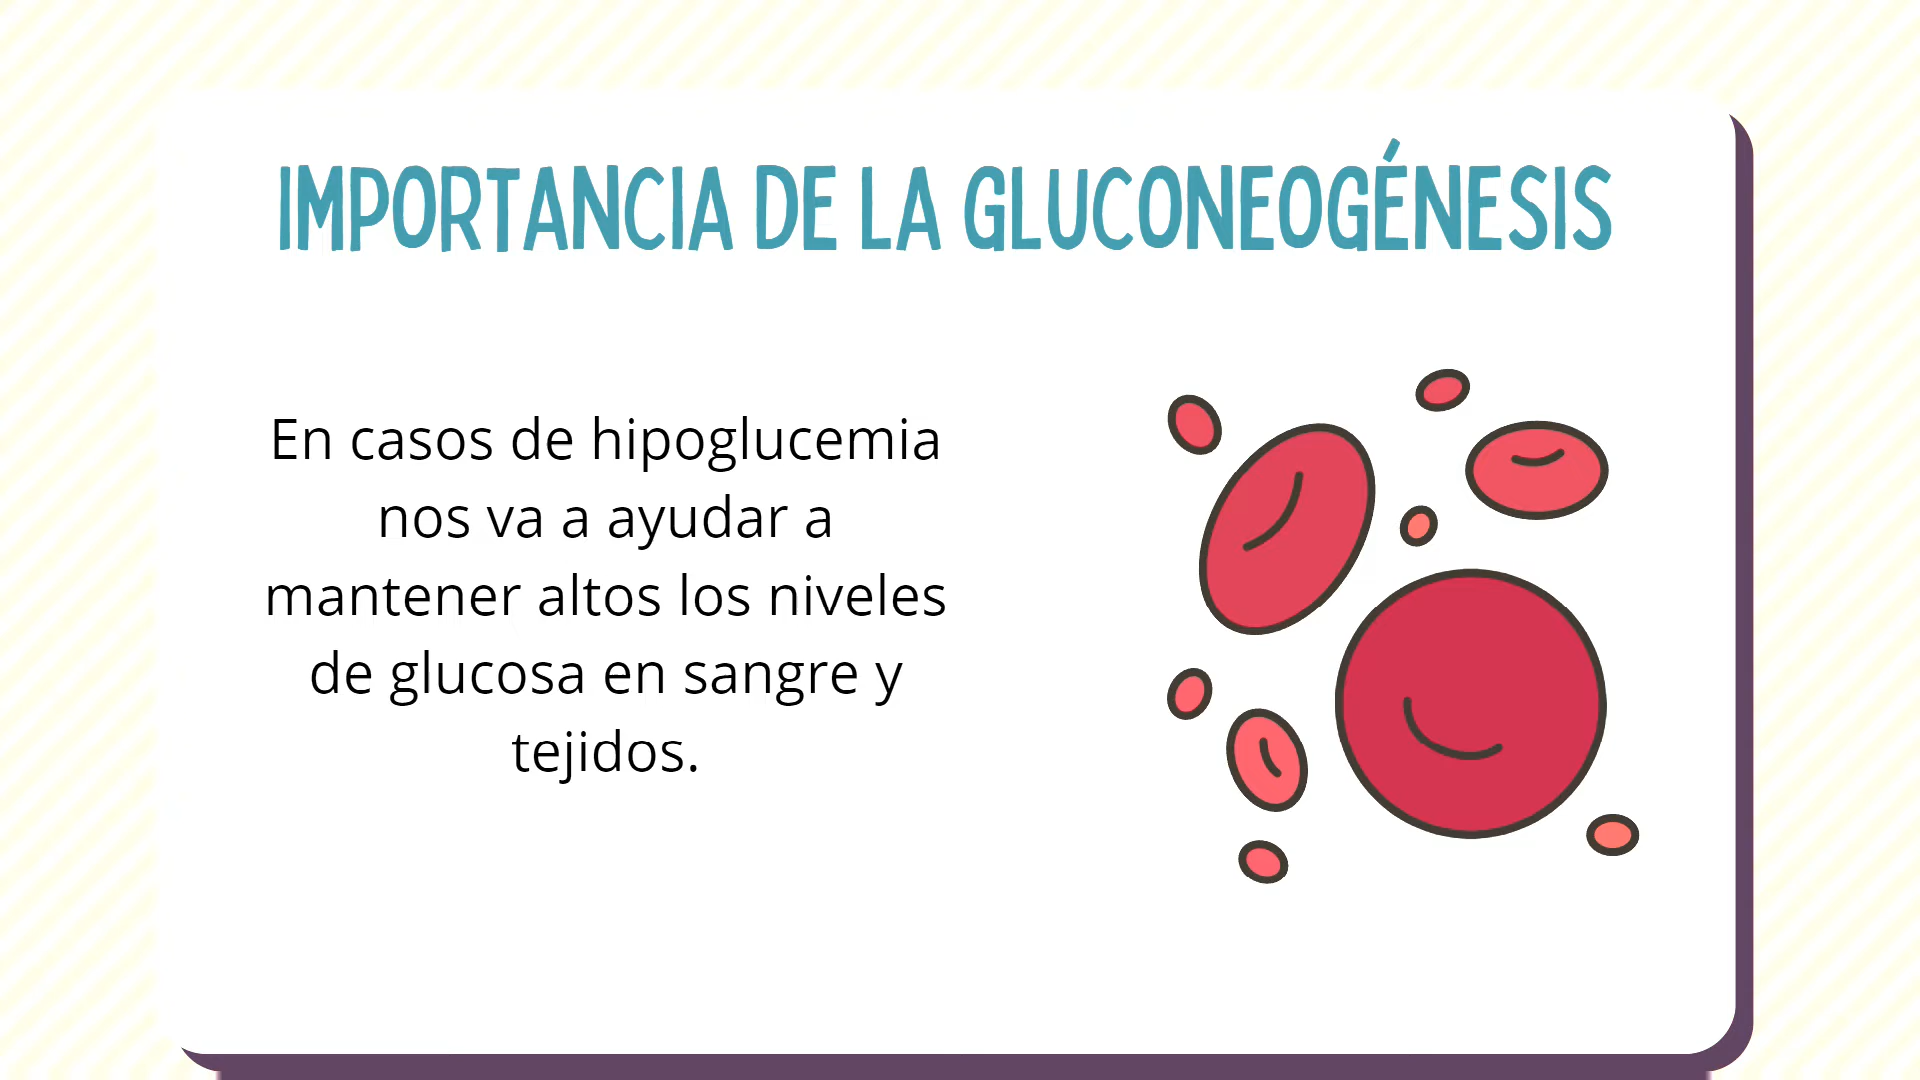 IMPORTANCIA DE LA GLUCONEOGÉNESIS
En casos de hipoglucemia
nos va a ayudar a
mantener altos los niveles
de glucosa en sangre y
tejidos.